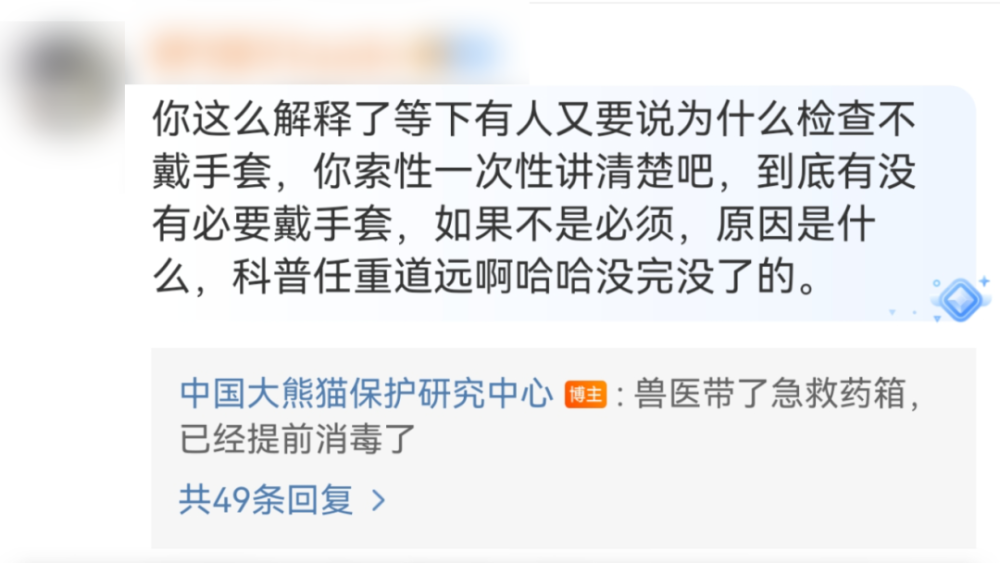 你这么解释了等下有人又要说为什么检查不
戴手套，你索性一次性讲清楚吧，到底有没
有必要戴手套，如果不是必须，原因是什
么，科普任重道远啊哈哈没完没了的。
中国大熊猫保护研究中心 博主：兽医带了急救药箱，
已经提前消毒了
共49条回复 >